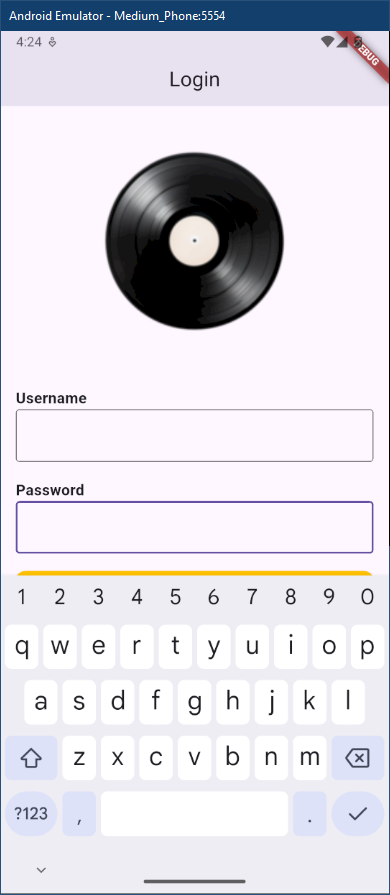 Android Emulator - Medium_Phone:5554
4:24
DEBUG
Login
Username
Password
1 2 3 4 5 6 7 8 9 0
q w e r t y u i o p
a s d f g h j k l
z x c v b n m
?123 , .